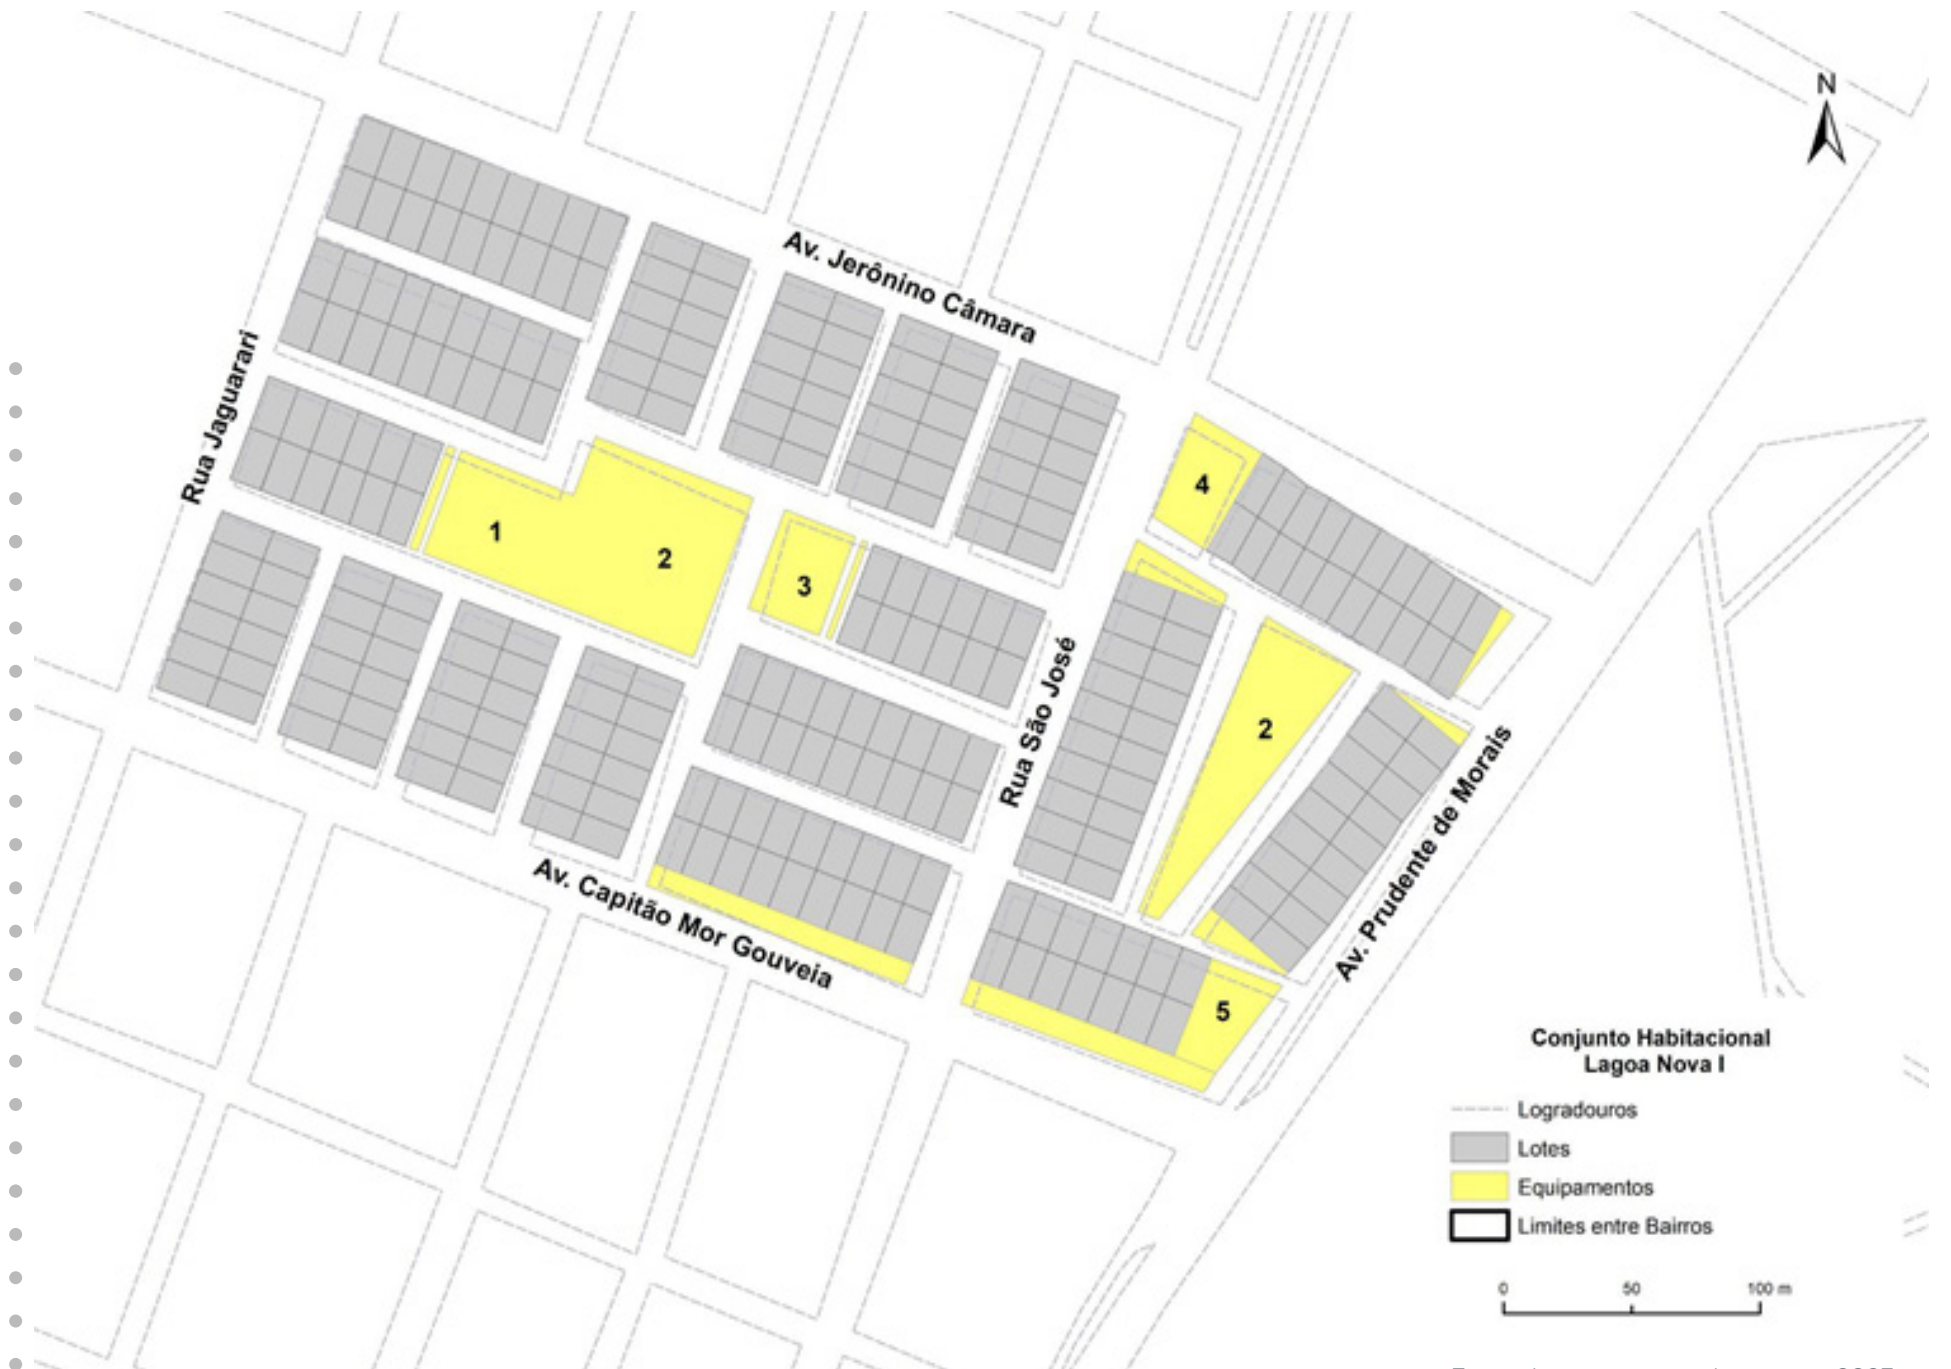 N
Av. Jerônino Câmara
Rua Jaguarari
4
1
2
3
Rua São José
2
Av. Prudente de Morais
Av. Capitão Mor Gouveia
5
Conjunto Habitacional
Lagoa Nova I
Logradouros
Lotes
Equipamentos
Limites entre Bairros
0 50 100 m